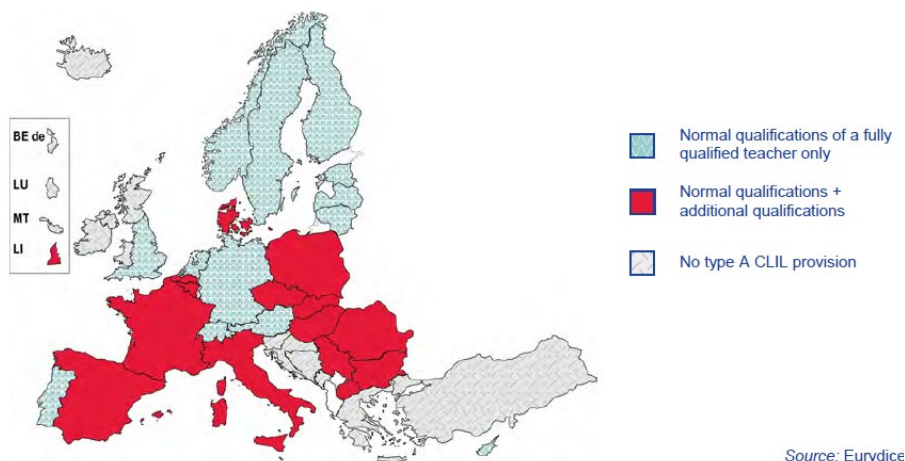 BE de
LU
MT
LI
Normal qualifications of a fully
qualified teacher only
Normal qualifications +
additional qualifications
No type A CLIL provision
Source: Eurydice